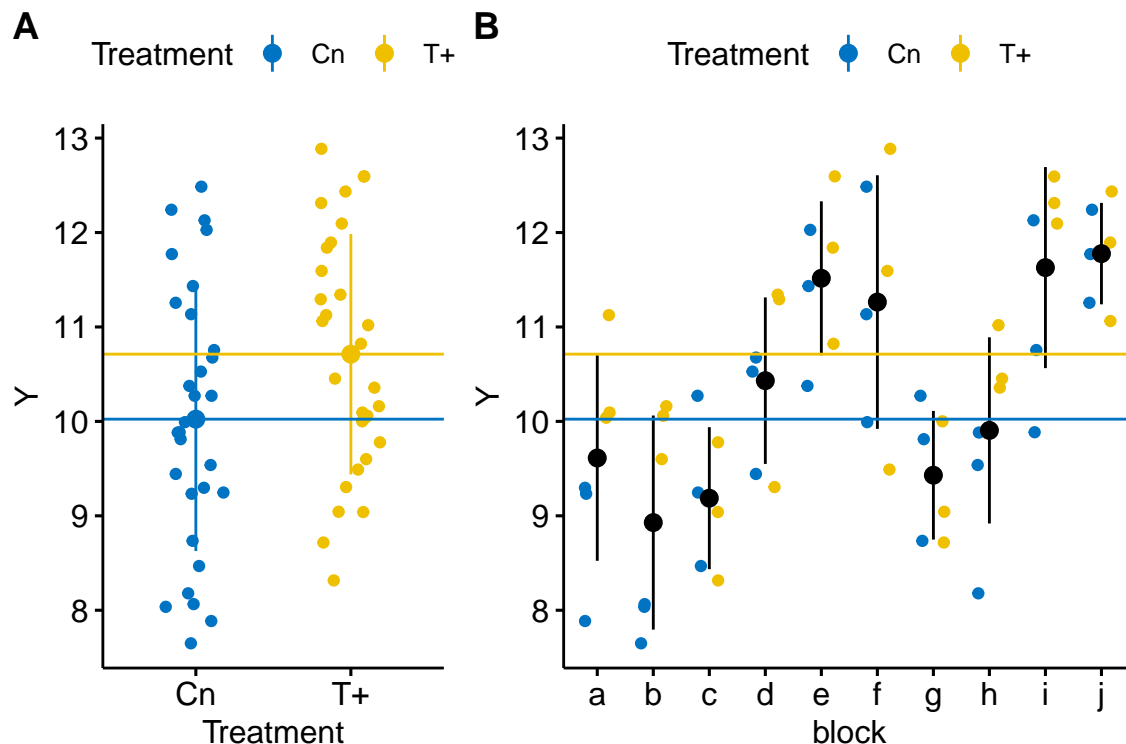 A
Treatment Cn T+
Y
13
12
11
10
9
8
Cn T+
Treatment
B
Treatment Cn T+
Y
13
12
11
10
9
8
a b c d e f g h i j
block